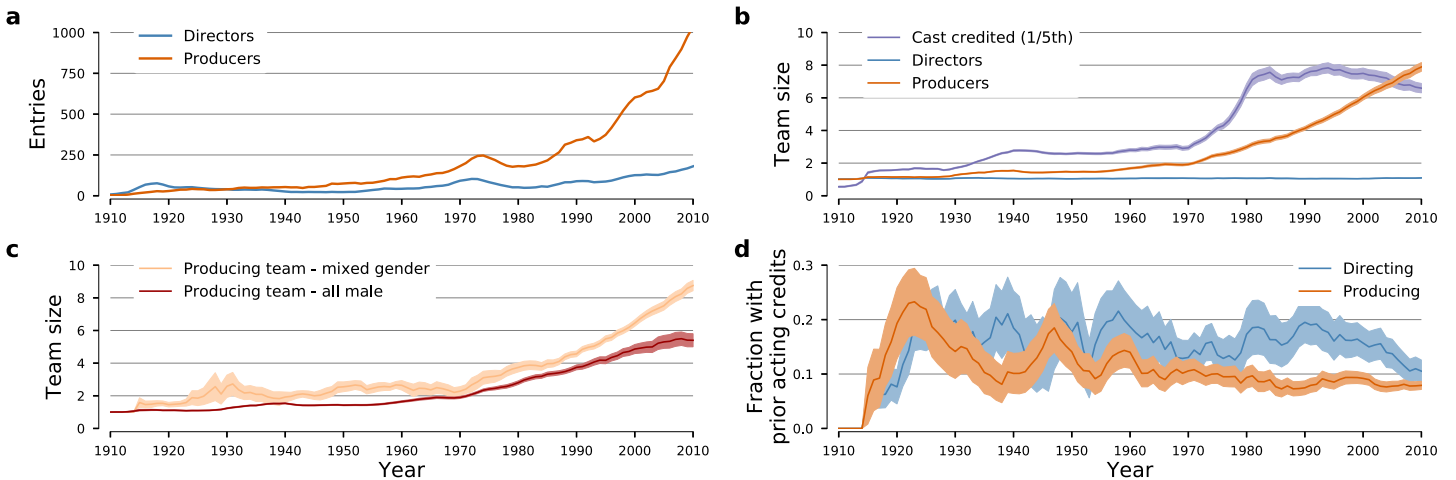 a
Directors
Producers
Entries
1000
750
500
250
0
1910 1920 1930 1940 1950 1960 1970 1980 1990 2000 2010
b
Cast credited (1/5th)
Directors
Producers
Team size
10
8
6
4
2
0
1910 1920 1930 1940 1950 1960 1970 1980 1990 2000 2010
c
Producing team - mixed gender
Producing team - all male
Team size
10
8
6
4
2
0
1910 1920 1930 1940 1950 1960 1970 1980 1990 2000 2010
Year
d
Directing
Producing
Fraction with
prior acting credits
0.3
0.2
0.1
0.0
1910 1920 1930 1940 1950 1960 1970 1980 1990 2000 2010
Year